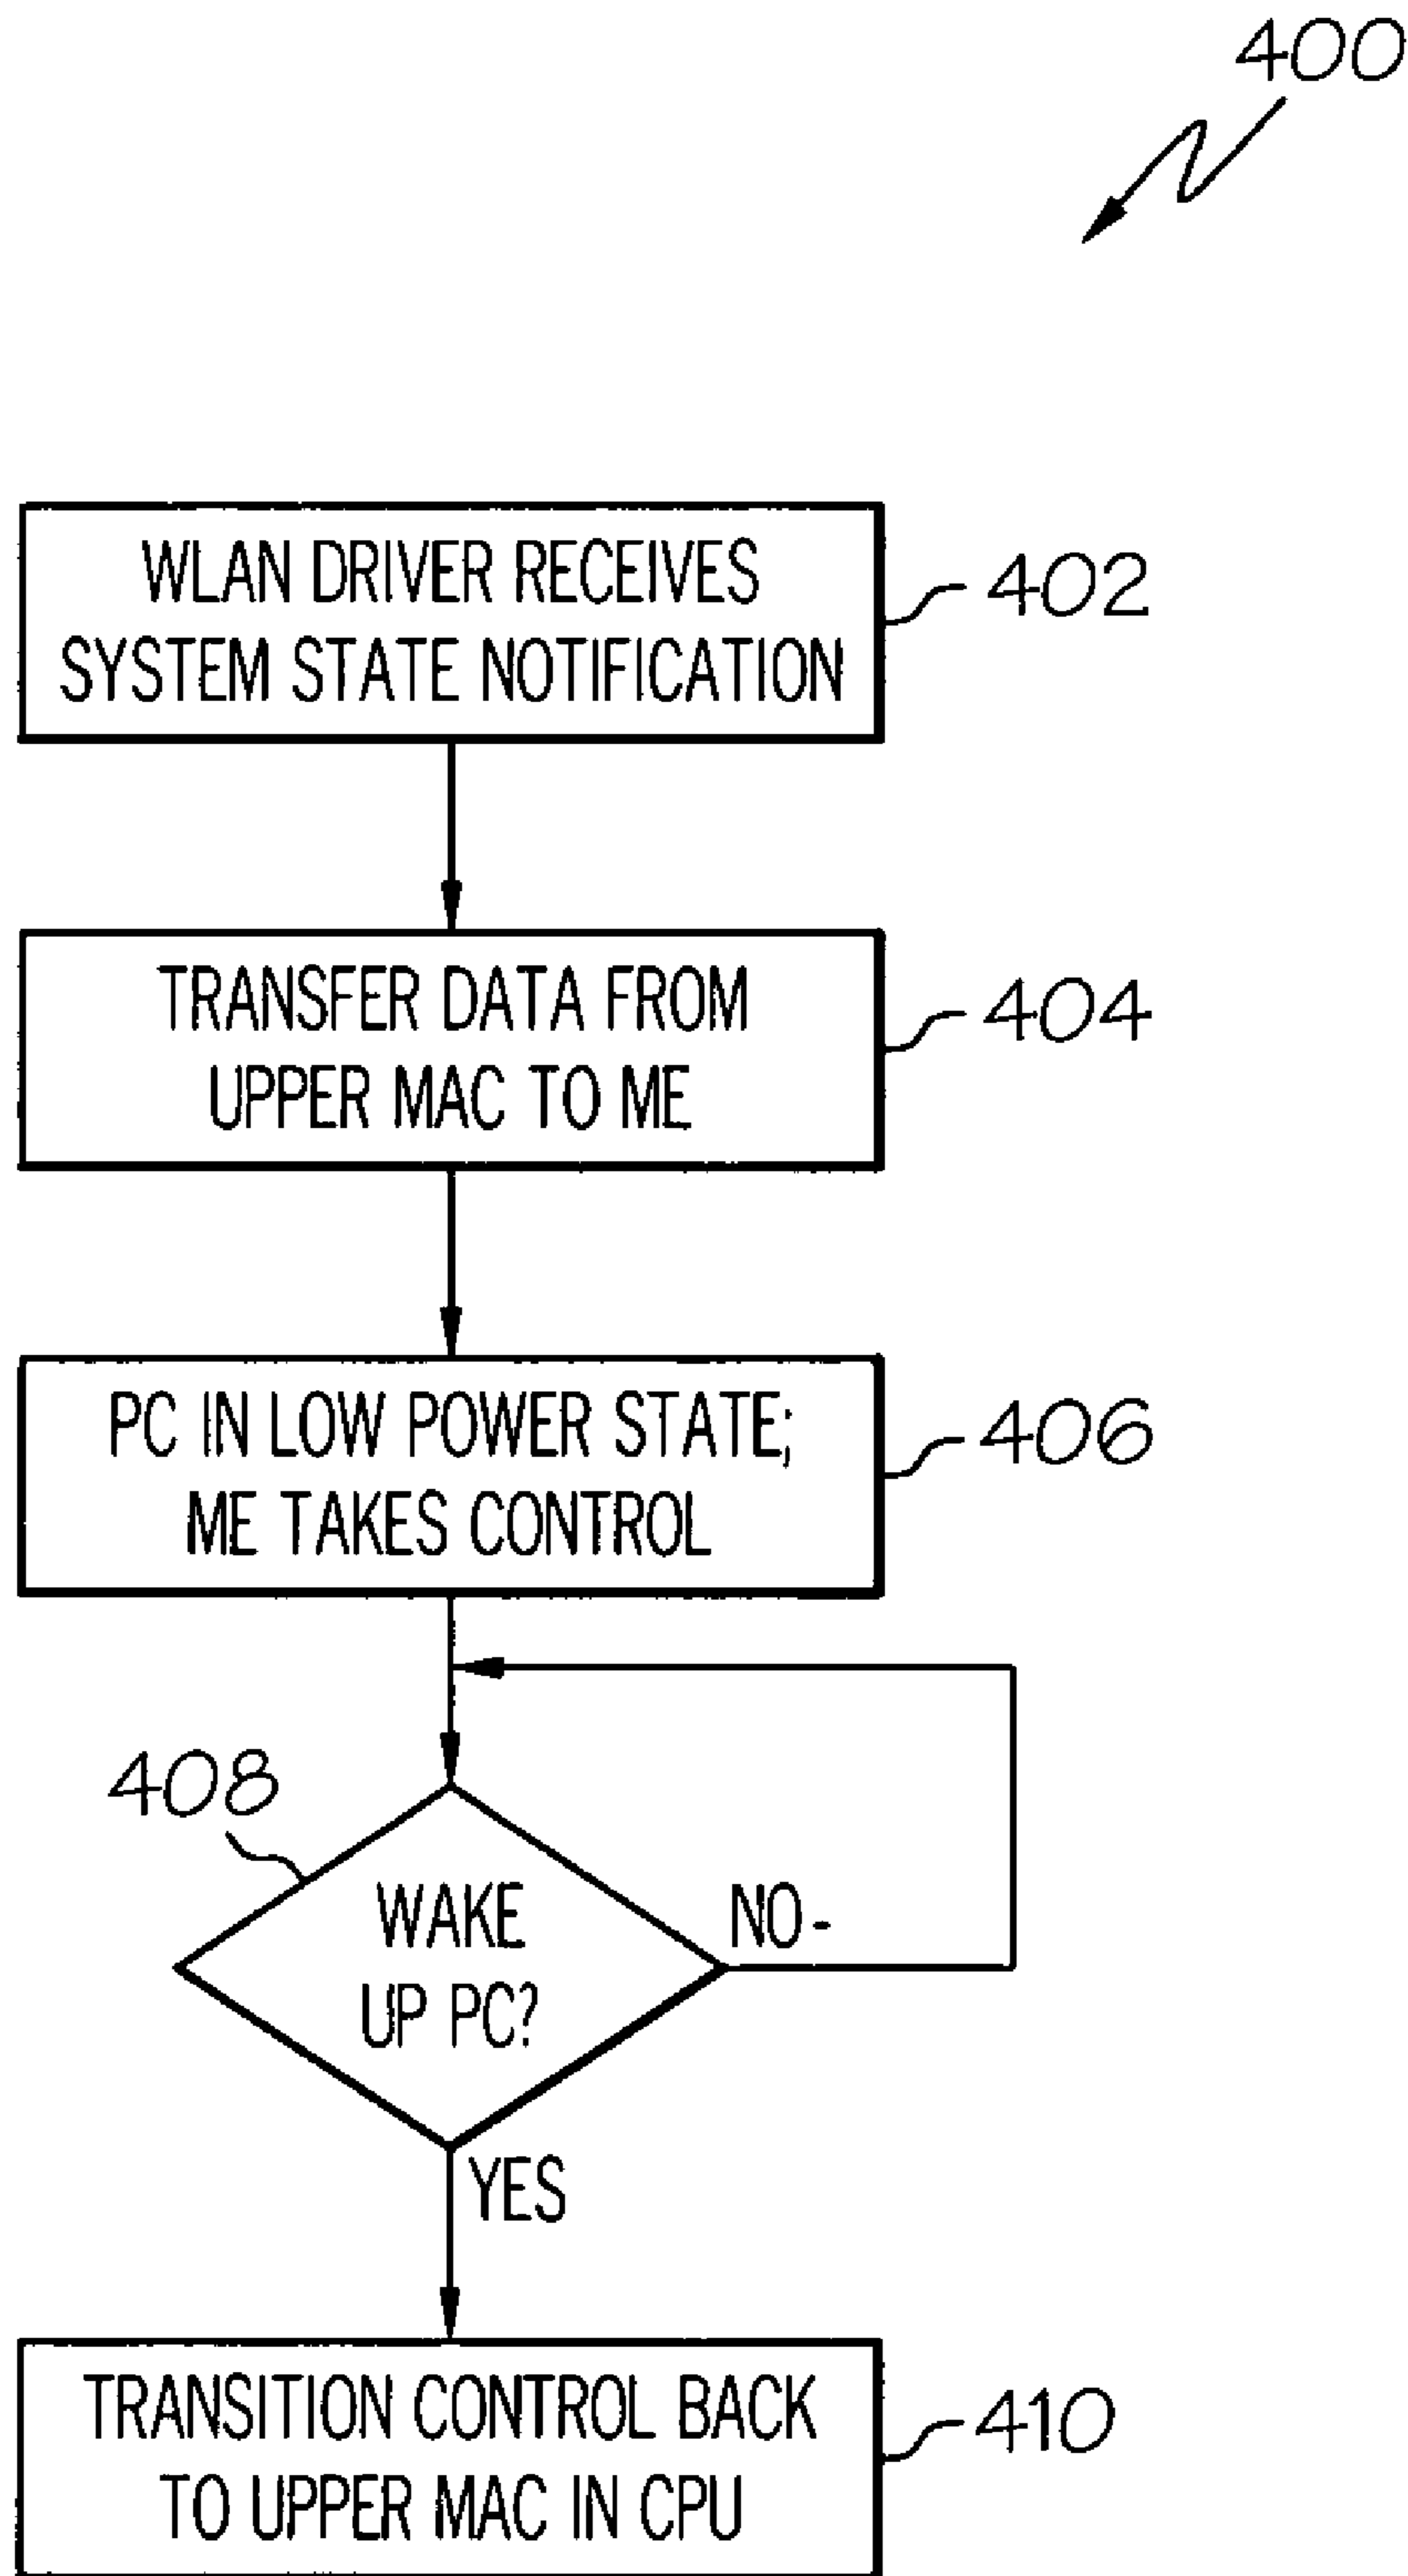 400
WLAN DRIVER RECEIVES
SYSTEM STATE NOTIFICATION
402
TRANSFER DATA FROM
UPPER MAC TO ME
404
PC IN LOW POWER STATE;
ME TAKES CONTROL
406
408
WAKE
UP PC?
NO-
YES
TRANSITION CONTROL BACK
TO UPPER MAC IN CPU
410